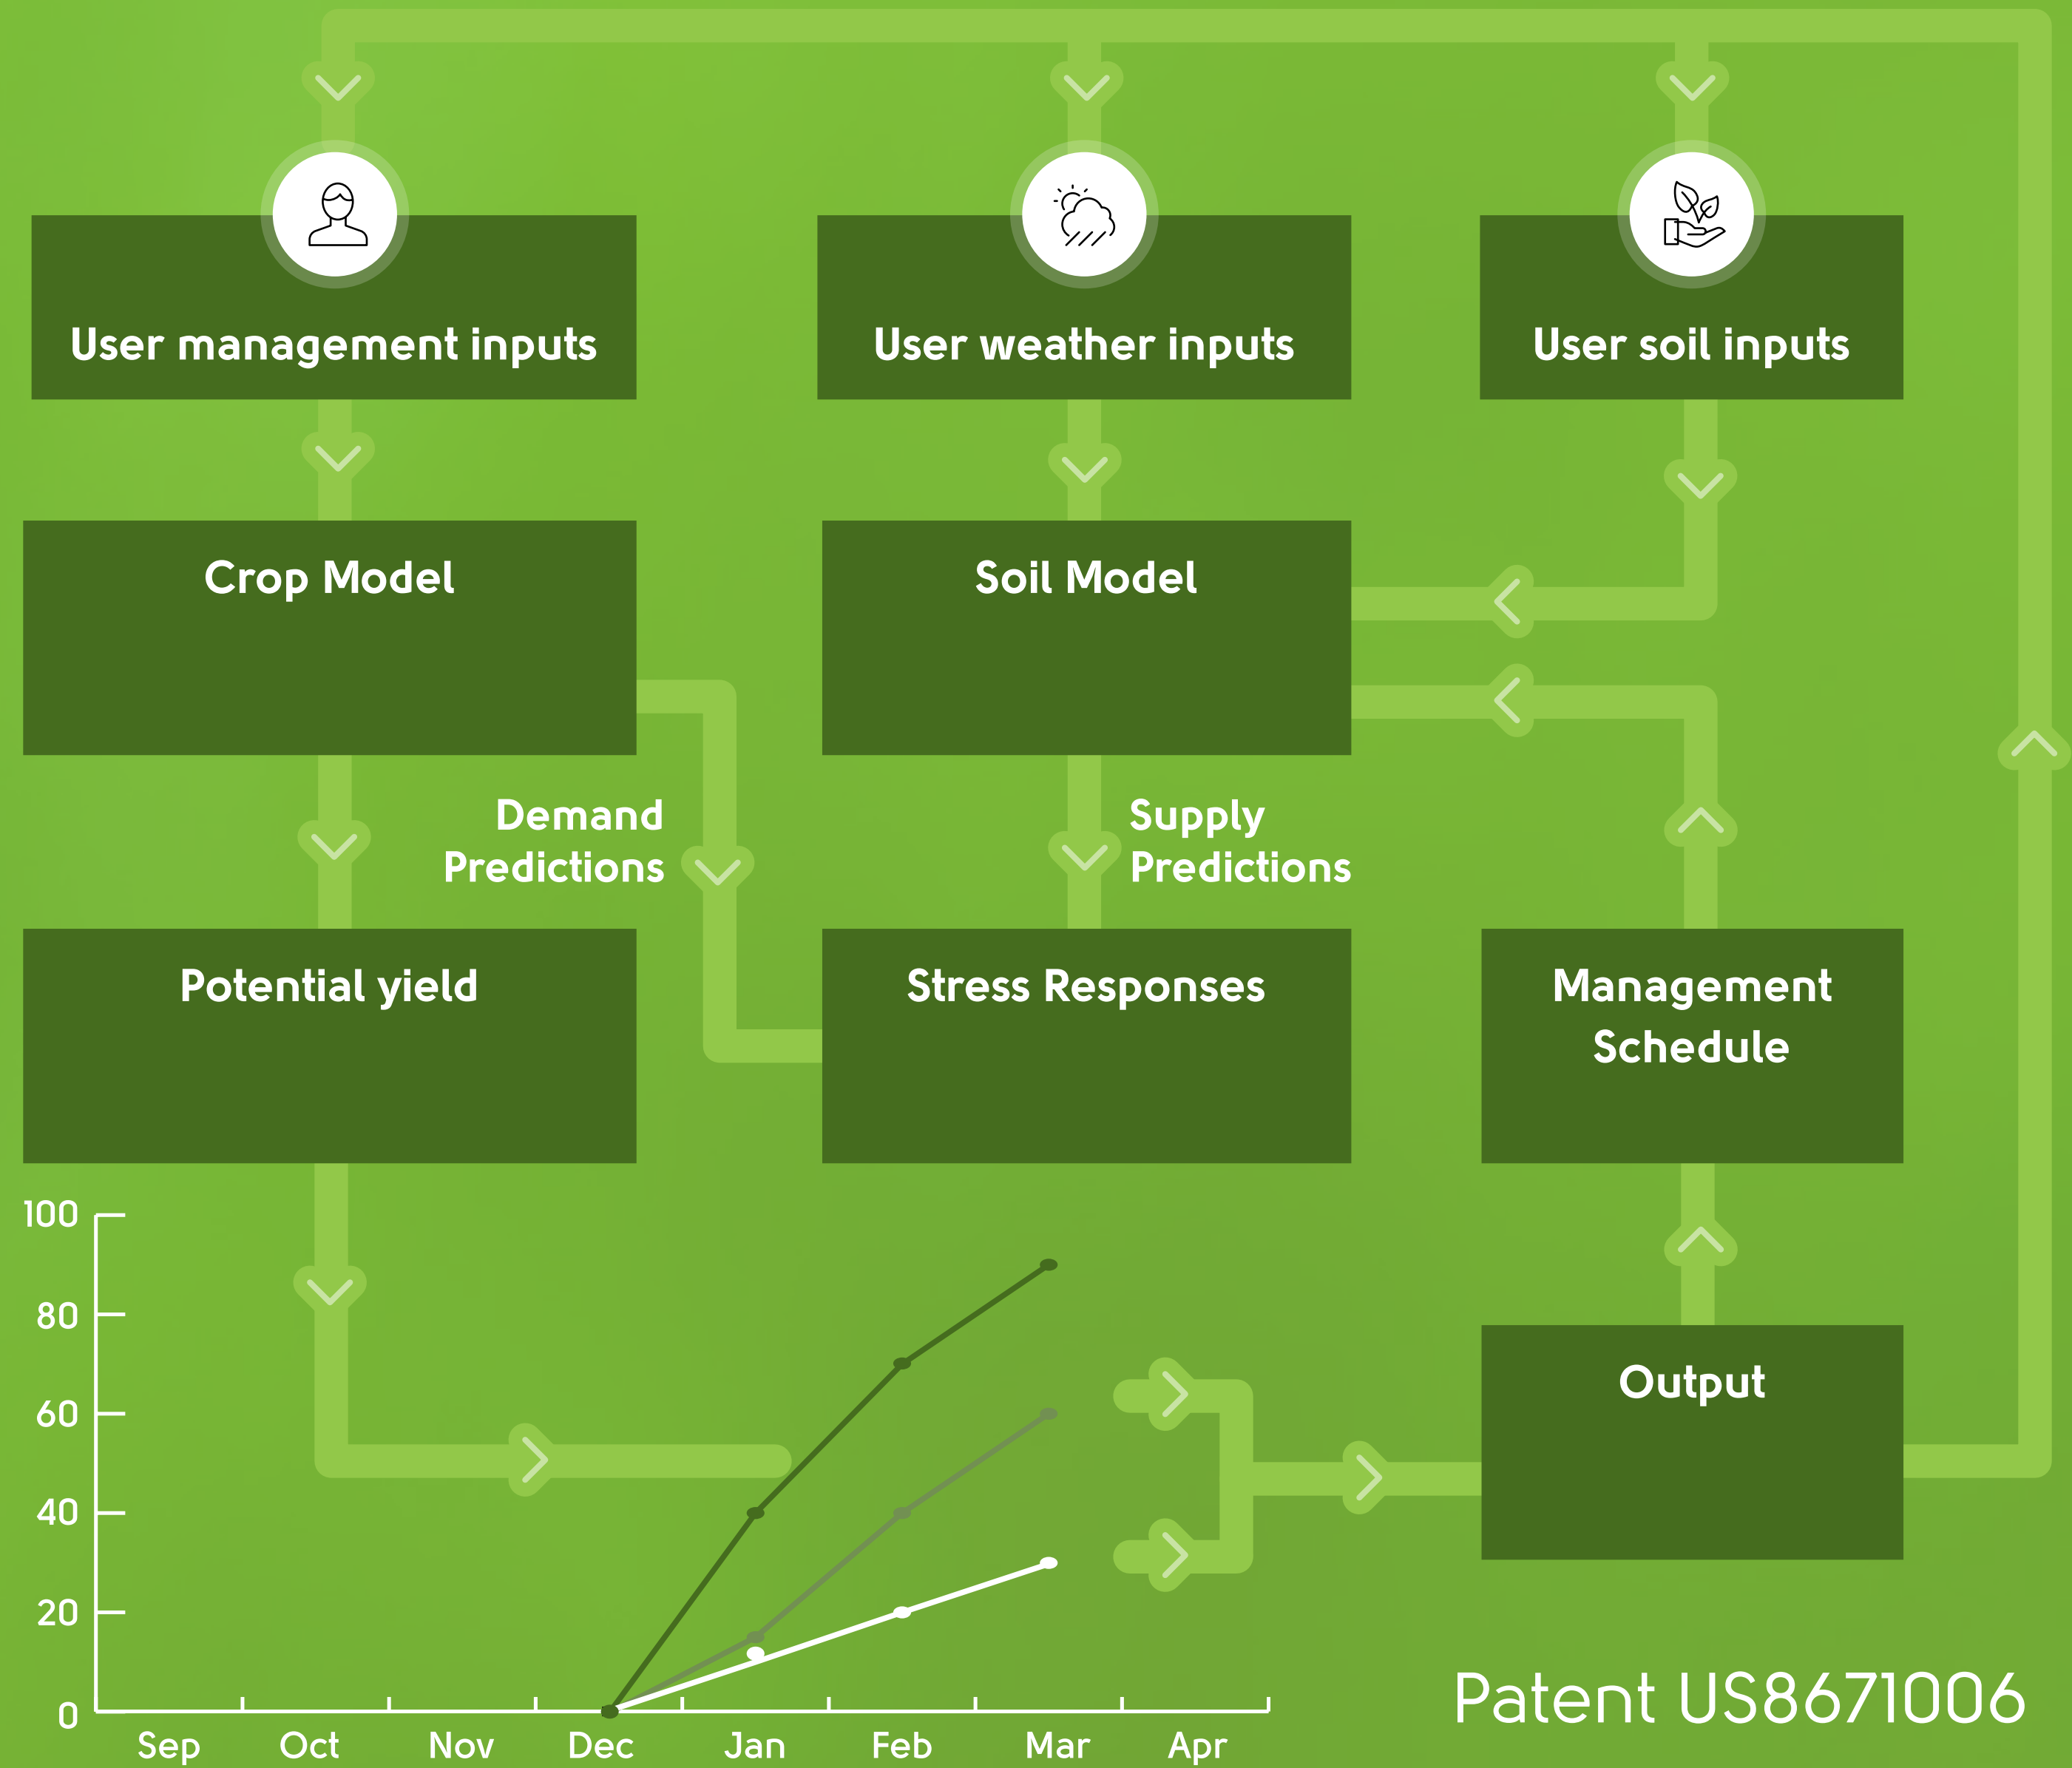 User management inputs
User weather inputs
User soil inputs
Crop Model
Soil Model
Demand
Predictions
Supply
Predictions
Potential yield
Stress Responses
Management
Schedule
Output
100
80
60
40
20
0
Sep Oct Nov Dec Jan Feb Mar Apr
Patent US8671006